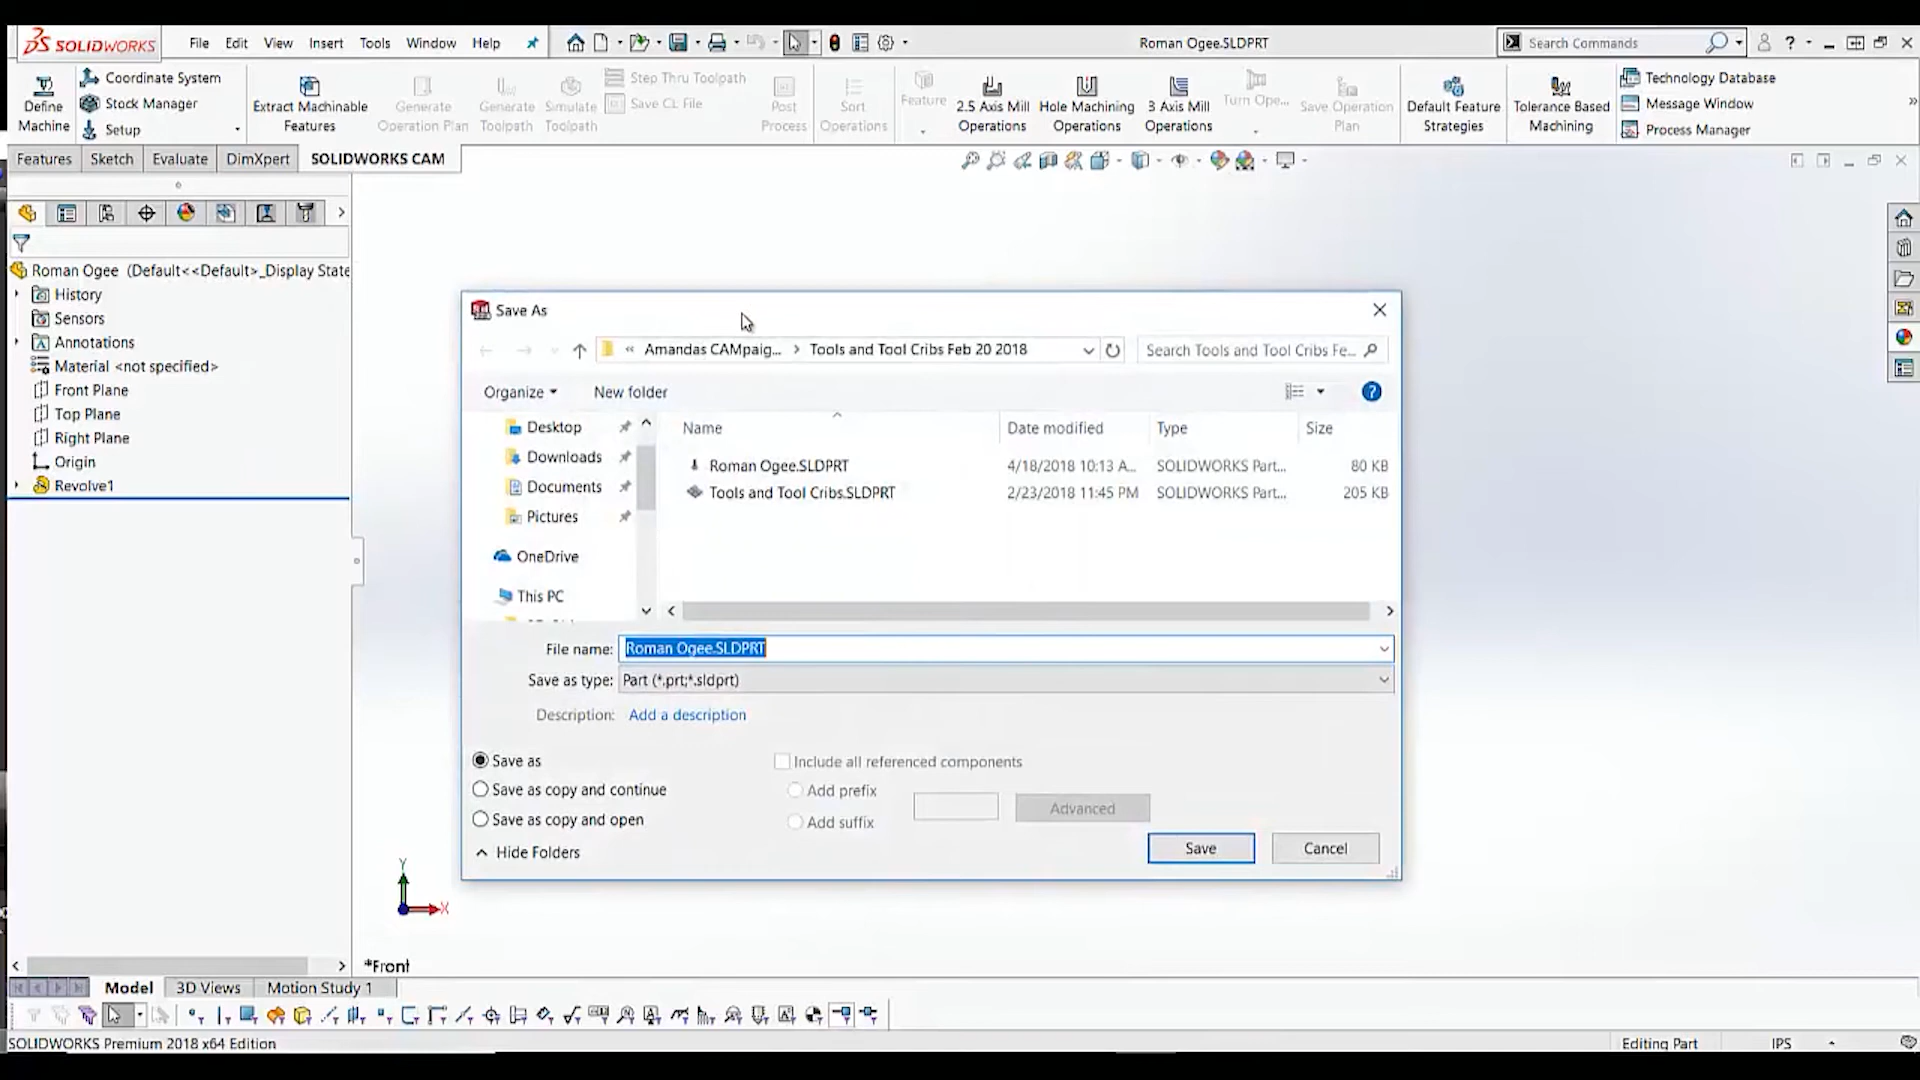 SOLIDWORKS File Edit View Insert Tools Window Help Roman Ogee.SLDPRT Search Commands ?
Define Machine
Coordinate System
Stock Manager
Setup
Extract Machinable Features
Generate Operation Plan
Generate Toolpath
Simulate Toolpath
Step Thru Toolpath
Save CL File
Post Process
Sort Operations
Feature
2.5 Axis Mill Operations
Hole Machining Operations
3 Axis Mill Operations
Turn Ope...
Save Operation Plan
Default Feature Strategies
Tolerance Based Machining
Technology Database
Message Window
Process Manager
Features Sketch Evaluate DimXpert SOLIDWORKS CAM
Roman Ogee (Default<<Default>_Display State
History
Sensors
Annotations
Material <not specified>
Front Plane
Top Plane
Right Plane
Origin
Revolve1
Save As
« Amandas CAMpaig... > Tools and Tool Cribs Feb 20 2018
Search Tools and Tool Cribs Fe...
Organize New folder ?
Desktop
Downloads
Documents
Pictures
OneDrive
This PC
Name Date modified Type Size
Roman Ogee.SLDPRT 4/18/2018 10:13 A... SOLIDWORKS Part... 80 KB
Tools and Tool Cribs.SLDPRT 2/23/2018 11:45 PM SOLIDWORKS Part... 205 KB
File name: Roman Ogee.SLDPRT
Save as type: Part (*.prt;*.sldprt)
Description: Add a description
Save as
Save as copy and continue
Save as copy and open
Include all referenced components
Add prefix
Add suffix
Advanced
Hide Folders
Save Cancel
Y
X
*Front
Model 3D Views Motion Study 1
SOLIDWORKS Premium 2018 x64 Edition Editing Part IPS